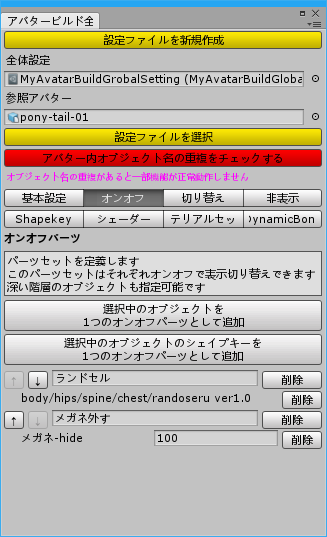 アバタービルド全
設定ファイルを新規作成
全体設定
MyAvatarBuildGrobalSetting (MyAvatarBuildGloba
参照アバター
pony-tail-01
設定ファイルを選択
アバター内オブジェクト名の重複をチェックする
オブジェクト名の重複があると一部機能が正常動作しません
基本設定 オンオフ 切り替え 非表示
Shapekey シェーダー テリアルセッ ynamicBon
オンオフパーツ
パーツセットを定義します
このパーツセットはそれぞれオンオフで表示切り替えできます
深い階層のオブジェクトも指定可能です
選択中のオブジェクトを
1つのオンオフパーツとして追加
選択中のオブジェクトのシェイプキーを
1つのオンオフパーツとして追加
↑ ↓ ランドセル 削除
body/hips/spine/chest/randoseru ver1.0 削除
↑ ↓ メガネ外す 削除
メガネ-hide 100 削除